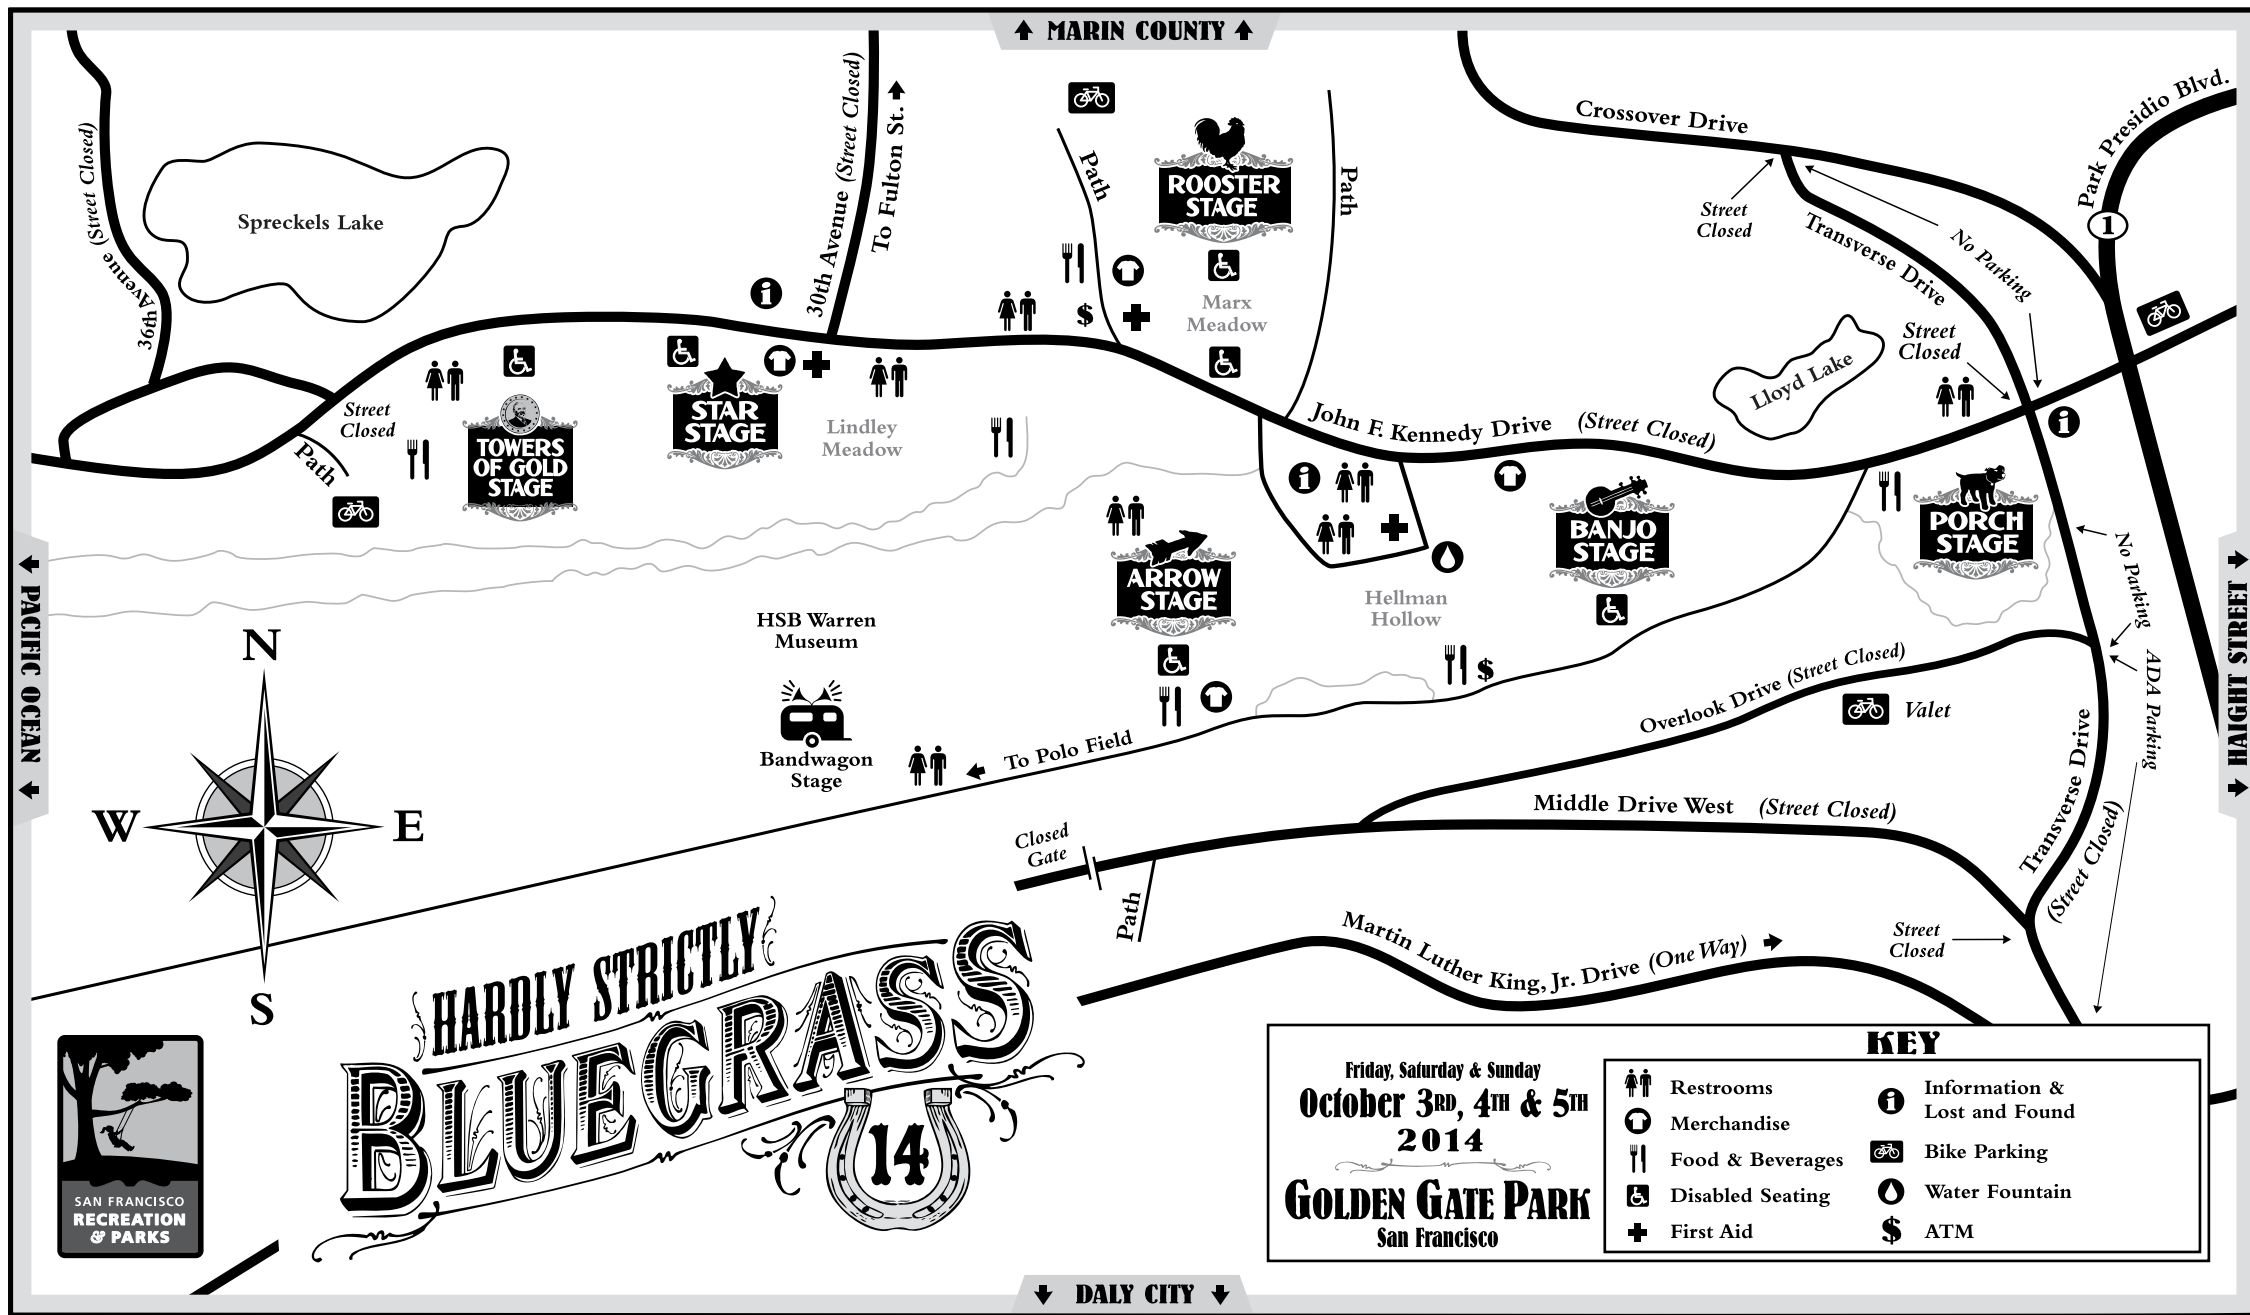 MARIN COUNTY
Crossover Drive
Park Presidio Blvd.
1
36th Avenue (Street Closed)
Spreckels Lake
30th Avenue (Street Closed)
To Fulton St.
Path
ROOSTER
STAGE
Path
Street
Closed
Transverse Drive
No Parking
$
Marx
Meadow
Street
Closed
Lloyd Lake
Street
Closed
Path
TOWERS
OF GOLD
STAGE
STAR
STAGE
Lindley
Meadow
John F. Kennedy Drive (Street Closed)
ARROW
STAGE
BANJO
STAGE
PORCH
STAGE
No Parking
PACIFIC OCEAN
HAIGHT STREET
HSB Warren
Museum
Hellman
Hollow
$
Bandwagon
Stage
To Polo Field
Overlook Drive (Street Closed)
Valet
ADA Parking
Transverse Drive
(Street Closed)
N
W
E
S
Closed
Gate
Middle Drive West (Street Closed)
Path
Martin Luther King, Jr. Drive (One Way)
Street
Closed
HARDLY STRICTLY
BLUEGRASS
14
SAN FRANCISCO
RECREATION
& PARKS
Friday, Saturday & Sunday
October 3RD, 4TH & 5TH
2014
GOLDEN GATE PARK
San Francisco
KEY
Restrooms
Merchandise
Food & Beverages
Disabled Seating
First Aid
i Information &
Lost and Found
Bike Parking
Water Fountain
$ ATM
DALY CITY